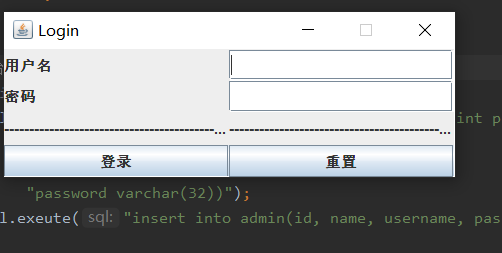 Login
用户名
密码
int p
--------------------------------------------... --------------------------------------------...
登录 重置
"password varchar(32))");
l.exeute( sql: "insert into admin(id, name, username, pas